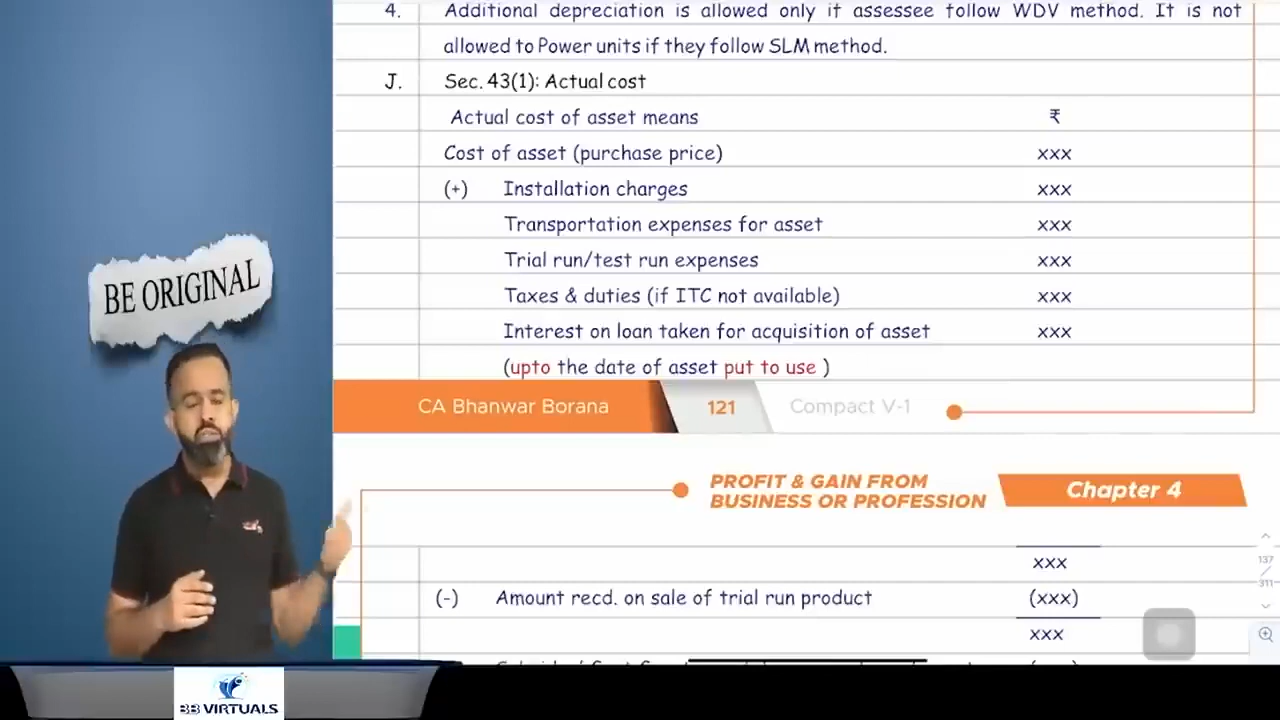 4. Additional depreciation is allowed only if assessee follow WDV method. It is not
allowed to Power units if they follow SLM method.
J. Sec. 43(1): Actual cost
Actual cost of asset means ₹
Cost of asset (purchase price) xxx
(+) Installation charges xxx
Transportation expenses for asset xxx
Trial run/test run expenses xxx
Taxes & duties (if ITC not available) xxx
Interest on loan taken for acquisition of asset xxx
(upto the date of asset put to use )
CA Bhanwar Borana 121 Compact V-1
PROFIT & GAIN FROM
BUSINESS OR PROFESSION
Chapter 4
xxx
(-) Amount recd. on sale of trial run product (xxx)
xxx
137
/
311
BE ORIGINAL
BB VIRTUALS